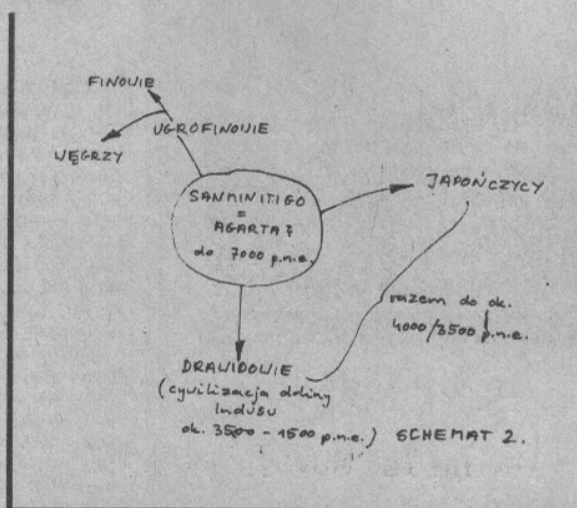 FINOWIE
UGROFINOWIE
WĘGRZY
SANMINITIGO
=
AGARTA?
do 7000 p.n.e.
JAPOŃCZYCY
razem do ok.
4000/3500 p.n.e.
DRAWIDOWIE
(cywilizacja doliny
Indusu
ok. 3500 - 1500 p.n.e.)
SCHEMAT 2.